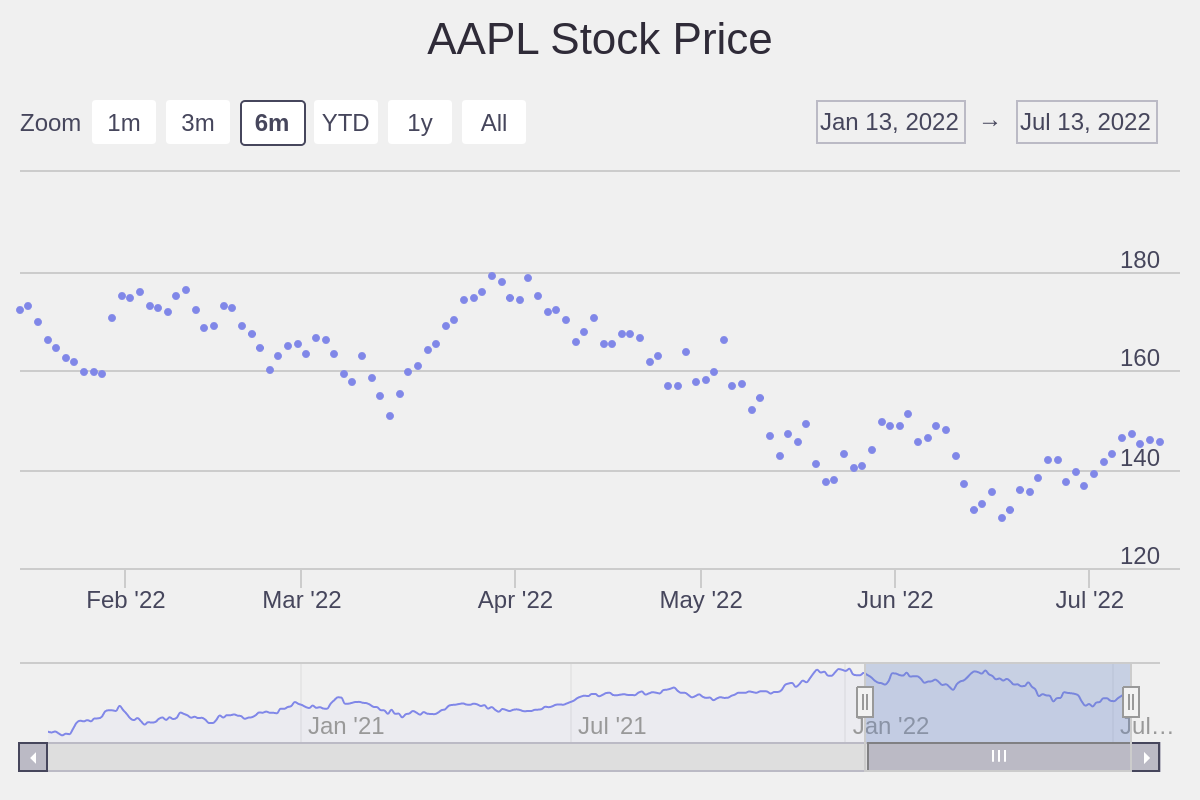 AAPL Stock Price
Zoom 1m 3m 6m YTD 1y All Jan 13, 2022 → Jul 13, 2022
180
160
140
120
Feb '22 Mar '22 Apr '22 May '22 Jun '22 Jul '22
Jan '21 Jul '21 Jan '22 Jul…